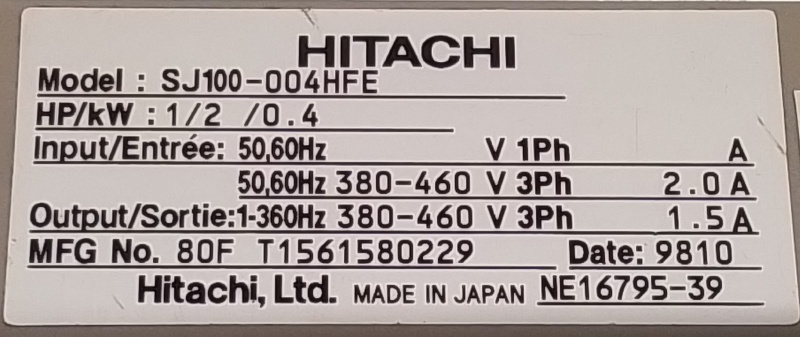 HITACHI
Model : SJ100-004HFE
HP/kW : 1/2 /0.4
Input/Entrée: 50,60Hz V 1Ph A
50,60Hz 380-460 V 3Ph 2.0 A
Output/Sortie:1-360Hz 380-460 V 3Ph 1.5 A
MFG No. 80F T1561580229 Date: 9810
Hitachi, Ltd. MADE IN JAPAN NE16795-39